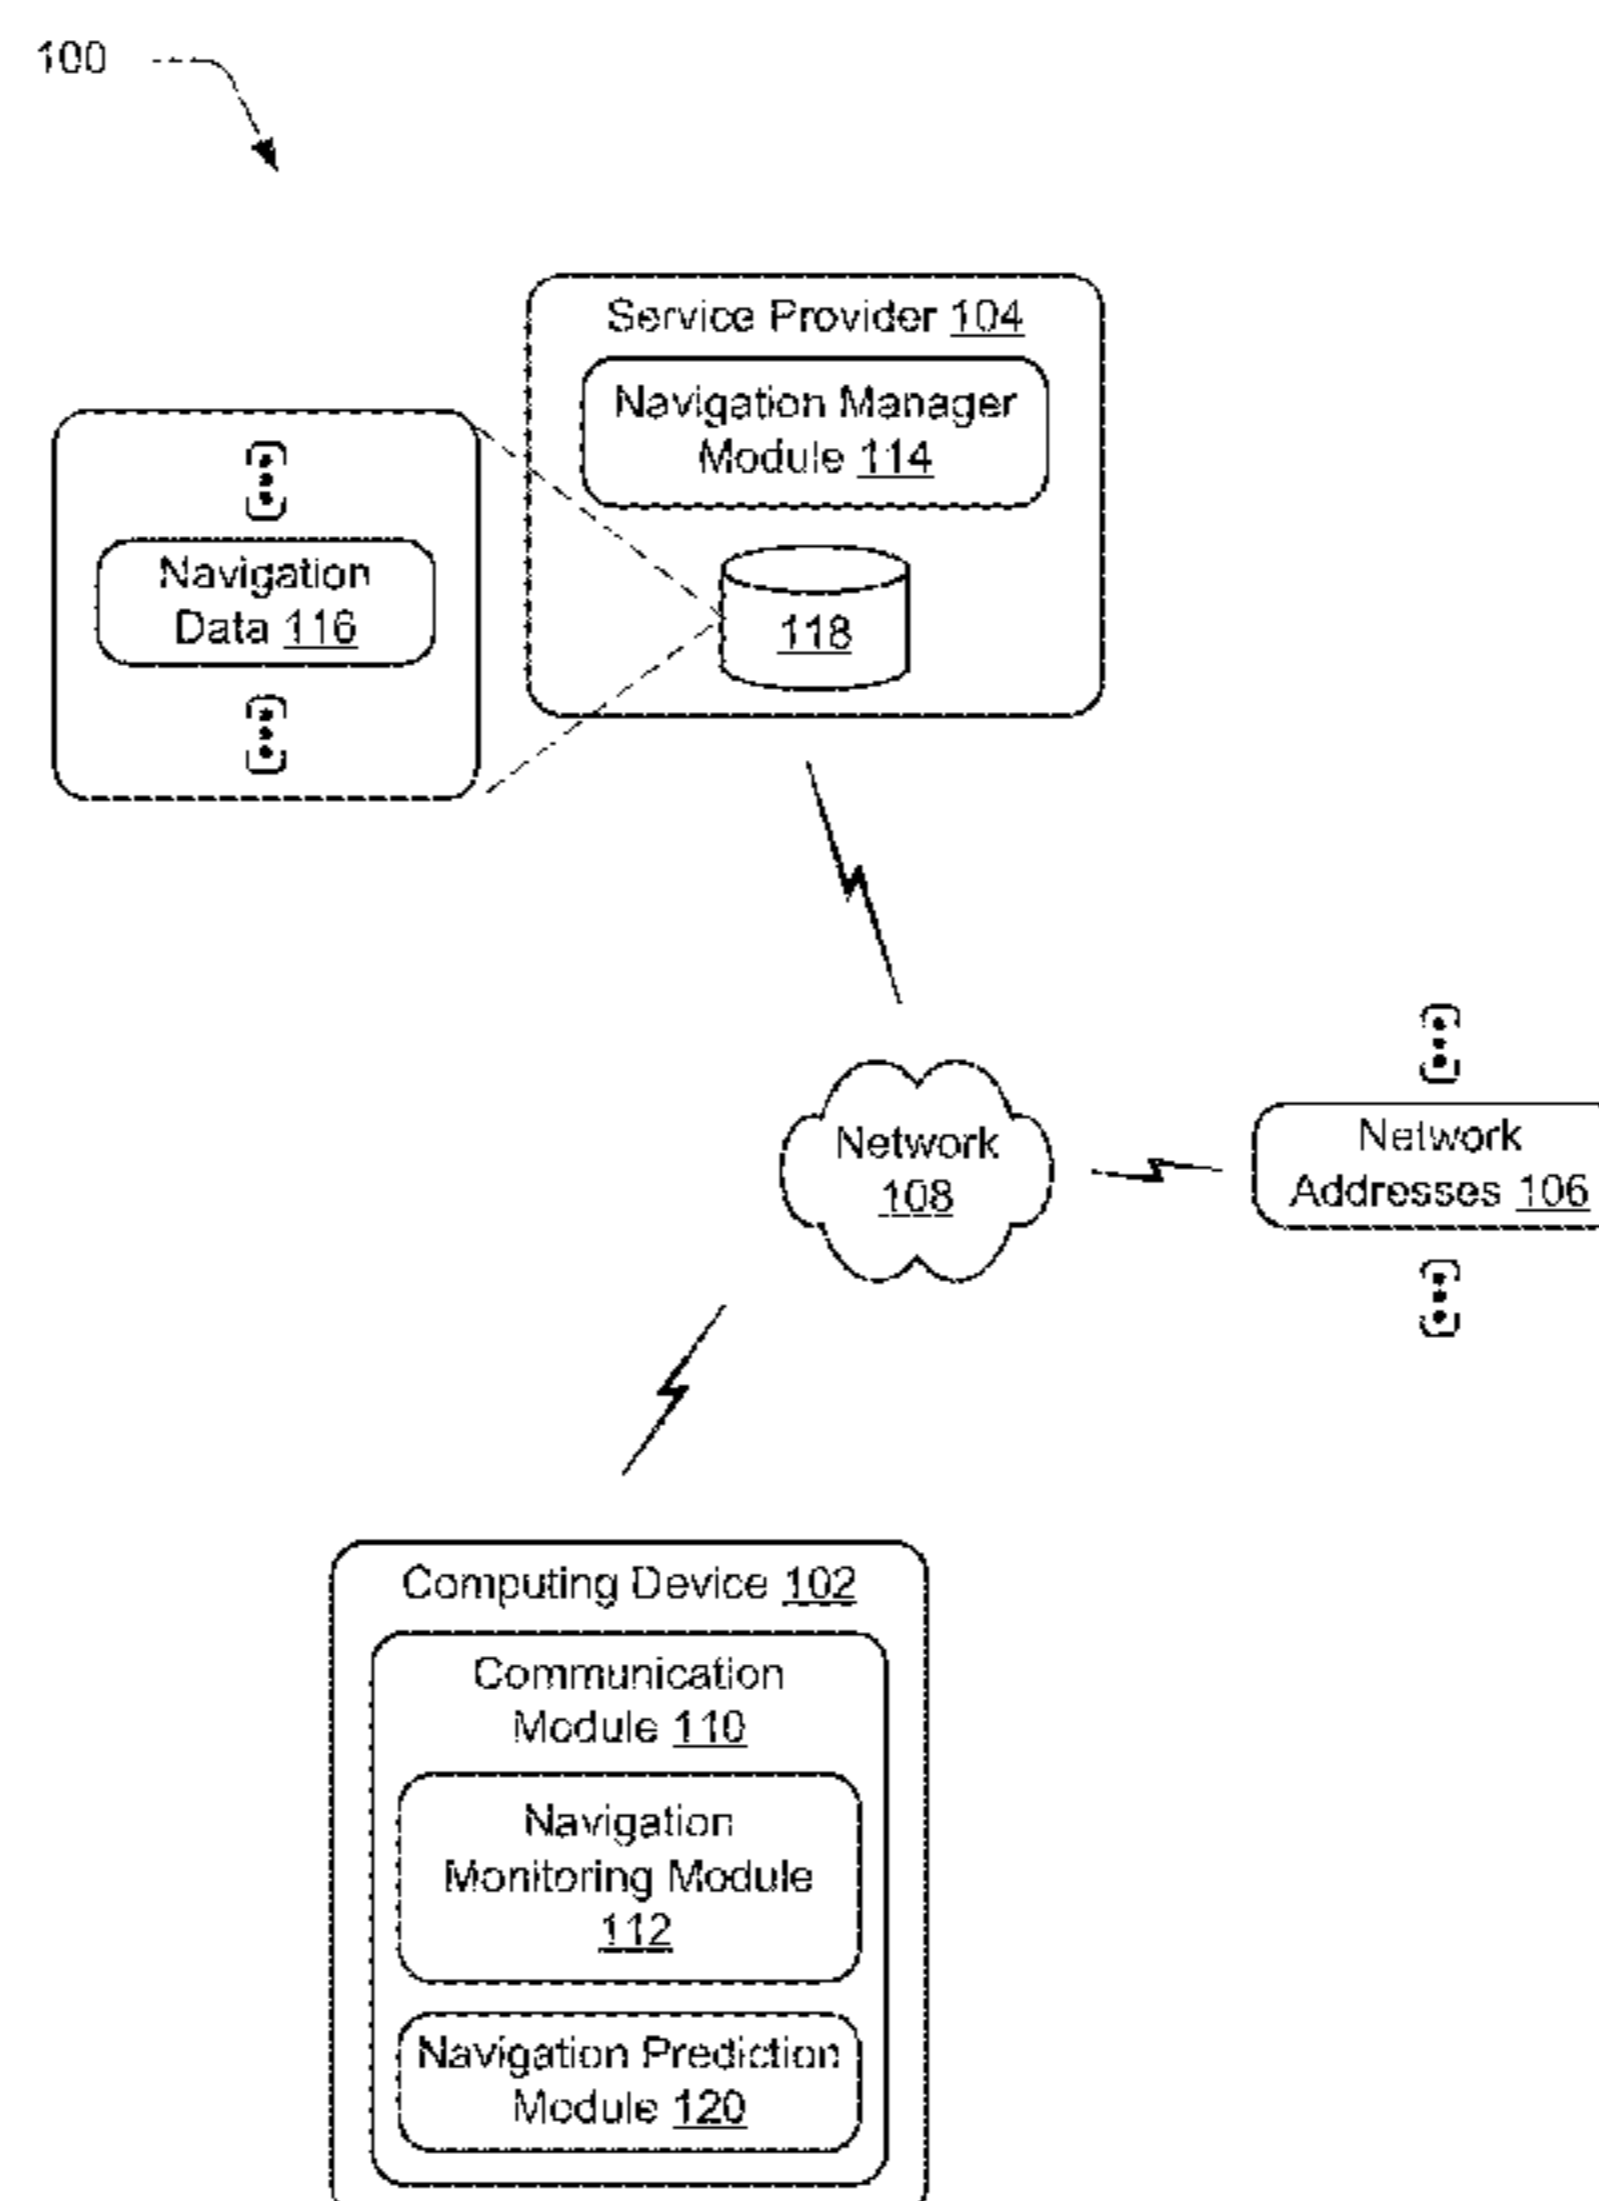 100
Service Provider 104
Navigation Manager
Module 114
Navigation
Data 116
118
Network
108
Network
Addresses 106
Computing Device 102
Communication
Module 110
Navigation
Monitoring Module
112
Navigation Prediction
Module 120